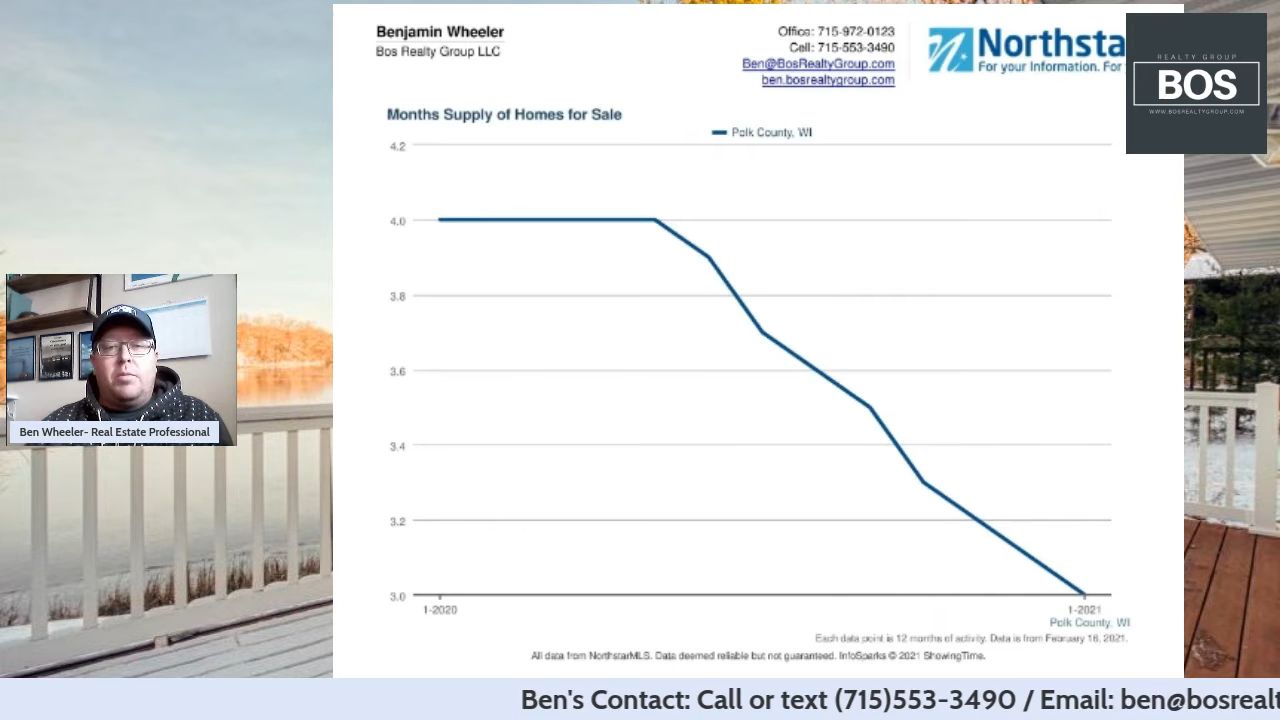 Benjamin Wheeler
Bos Realty Group LLC
Office: 715-972-0123
Cell: 715-553-3490
Ben@BosRealtyGroup.com
ben.bosrealtygroup.com
Northsta
For your Information. For
REALTY GROUP
BOS
WWW.BOSREALTYGROUP.COM
Months Supply of Homes for Sale
Polk County, WI
4.2
4.0
3.8
3.6
3.4
3.2
3.0
1-2020
1-2021
Polk County, WI
Each data point is 12 months of activity. Data is from February 16, 2021.
All data from NorthstarMLS. Data deemed reliable but not guaranteed. InfoSparks © 2021 ShowingTime.
Ben Wheeler- Real Estate Professional
Ben's Contact: Call or text (715)553-3490 / Email: ben@bosrealt